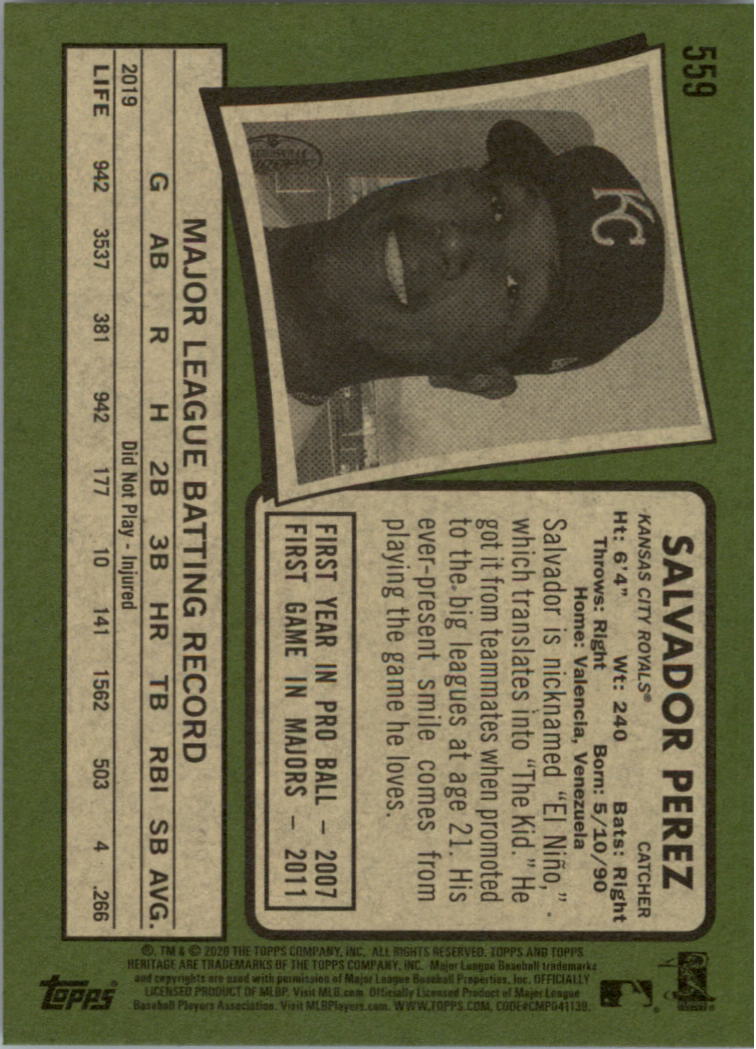 559
SALVADOR PEREZ
KANSAS CITY ROYALS® CATCHER
Ht: 6'4" Wt: 240 Bats: Right
Throws: Right Born: 5/10/90
Home: Valencia, Venezuela
Salvador is nicknamed “El Niño,”
which translates into “The Kid.” He
got it from teammates when promoted
to the big leagues at age 21. His
ever-present smile comes from
playing the game he loves.
FIRST YEAR IN PRO BALL – 2007
FIRST GAME IN MAJORS – 2011
KC
MAJOR LEAGUE BATTING RECORD
G AB R H 2B 3B HR TB RBI SB AVG.
2019 Did Not Play - Injured
LIFE 942 3537 381 942 177 10 141 1562 503 4 .266
®, TM & © 2020 THE TOPPS COMPANY, INC. ALL RIGHTS RESERVED. TOPPS AND TOPPS
HERITAGE ARE TRADEMARKS OF THE TOPPS COMPANY, INC. Major League Baseball trademarks
and copyrights are used with permission of Major League Baseball Properties, Inc. OFFICIALLY
LICENSED PRODUCT OF MLBP. Visit MLB.com. Officially Licensed Product of Major League
Baseball Players Association. Visit MLBPlayers.com. WWW.TOPPS.COM, CODE#CMP041139.
topps®